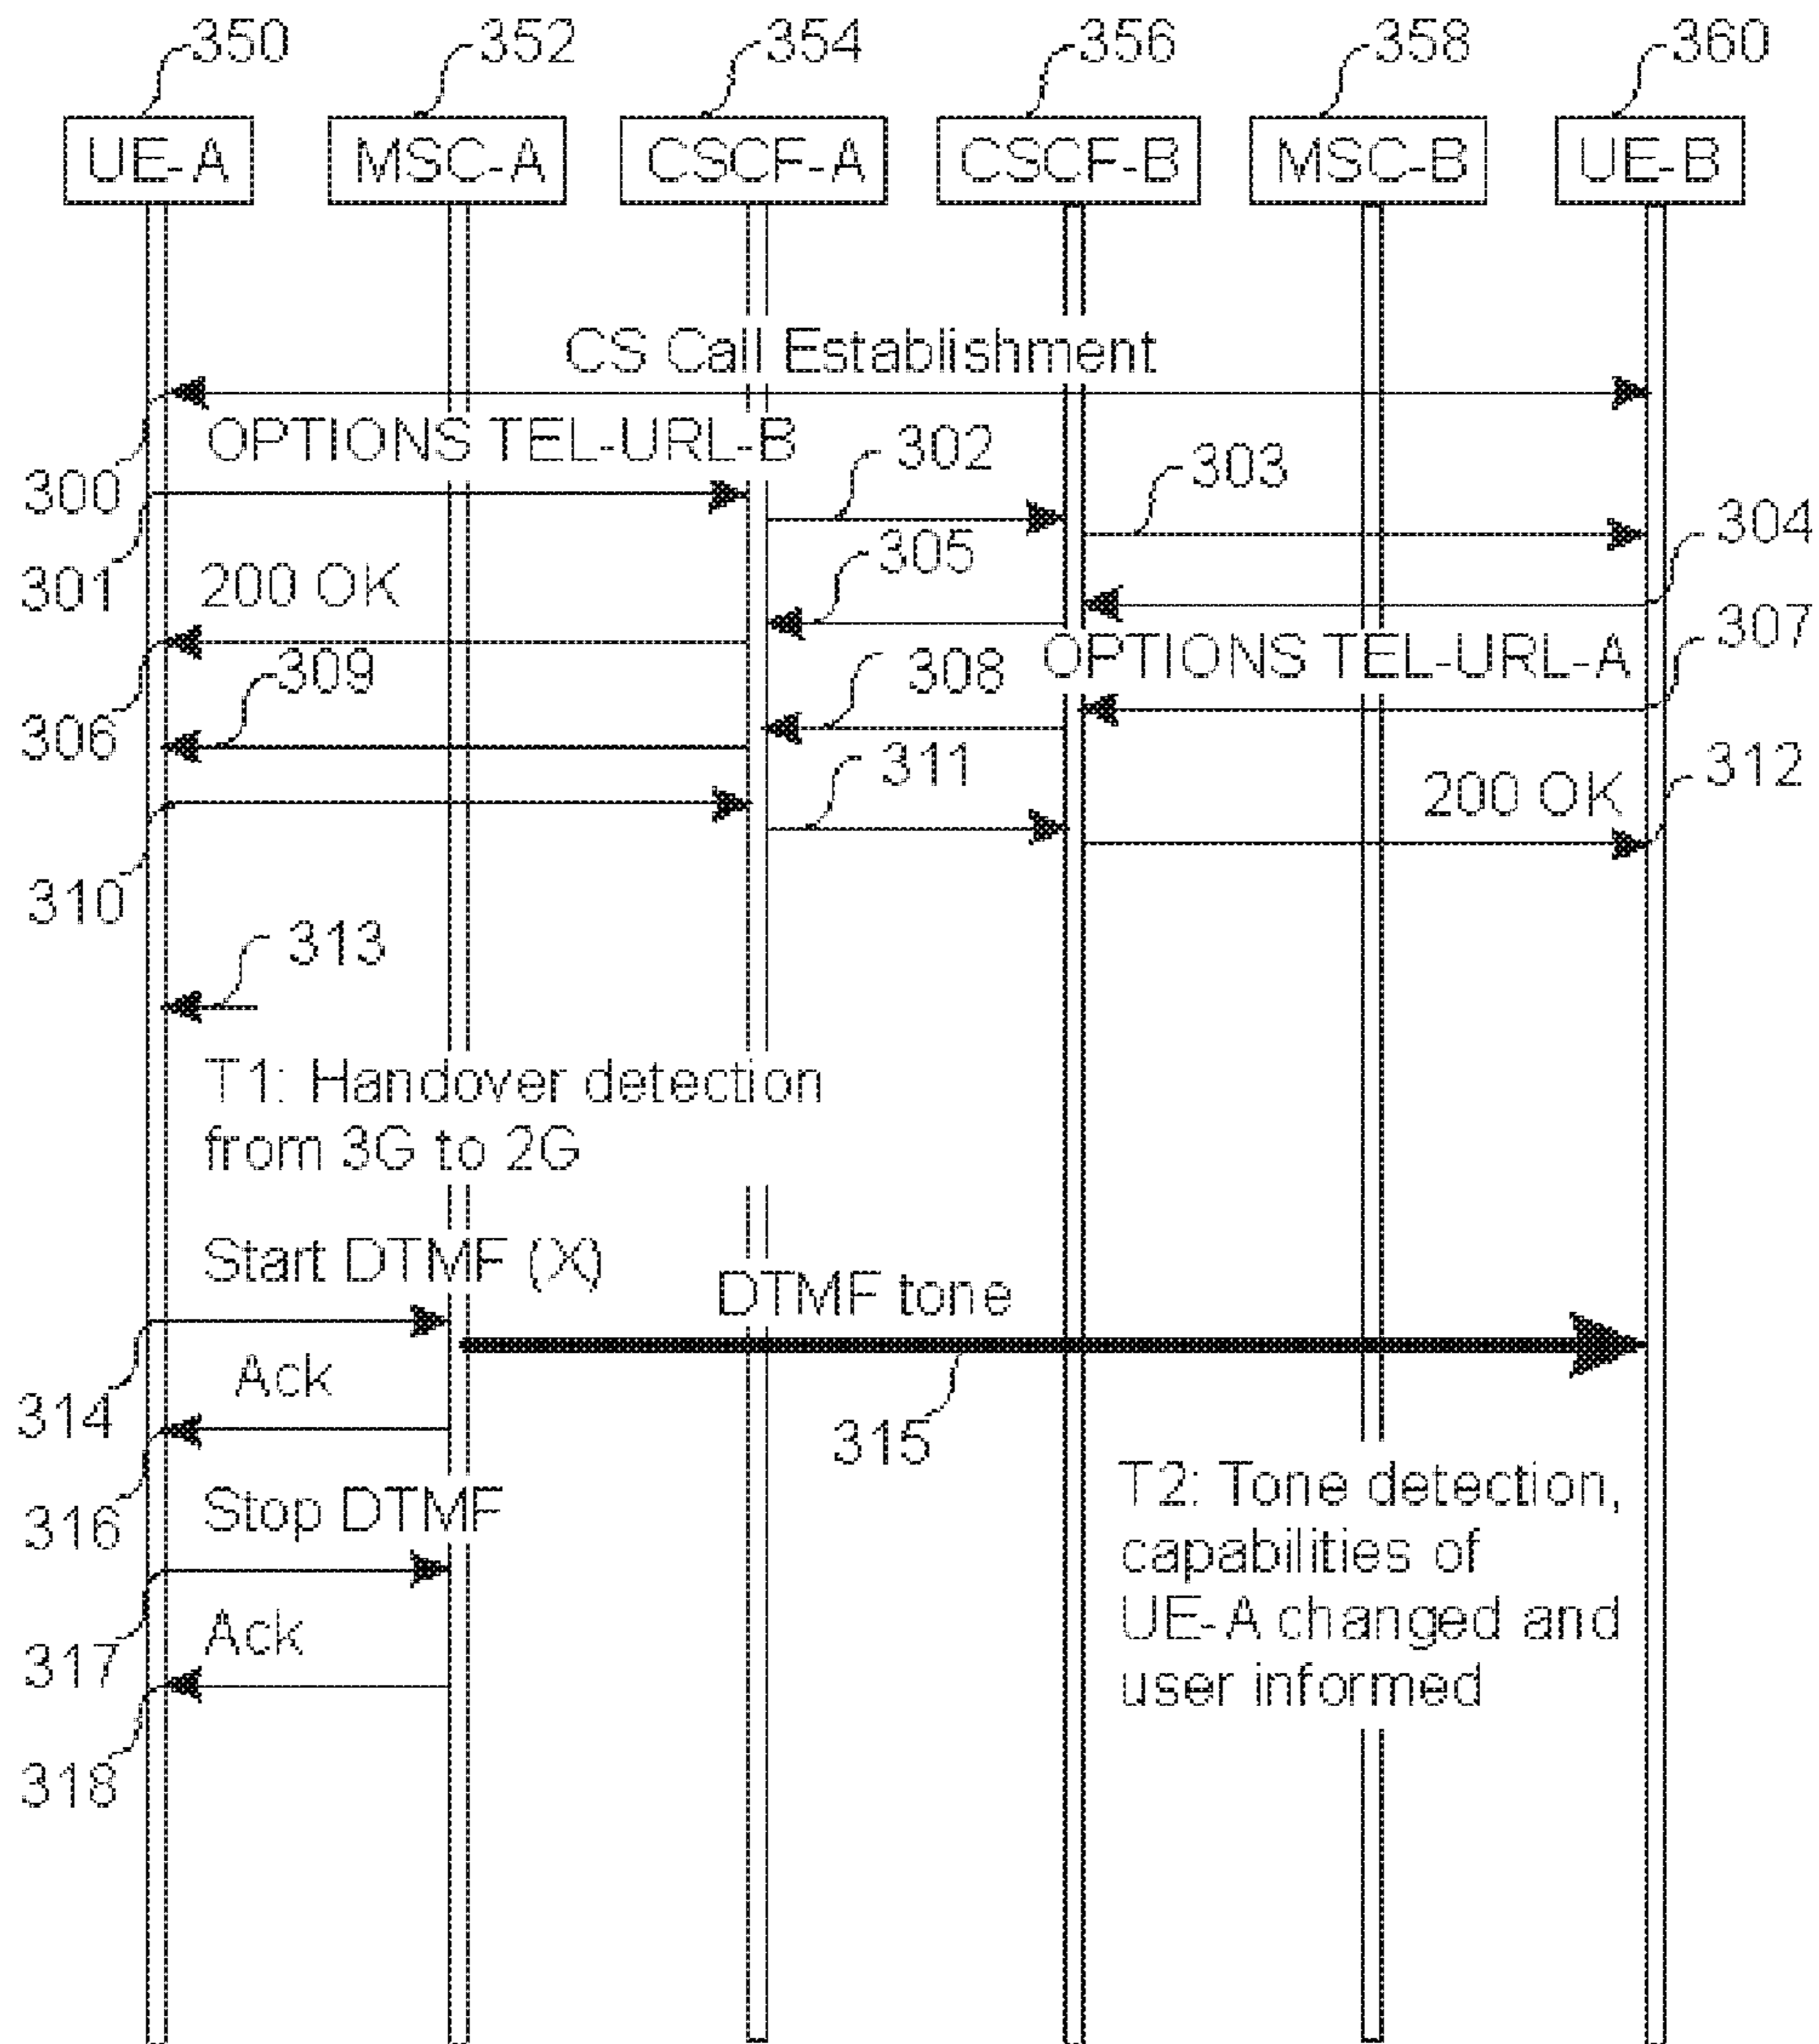 350 352 354 356 358 360
UE-A MSC-A CSCF-A CSCF-B MSC-B UE-B
CS Call Establishment
OPTIONS TEL-URL-B
300
302
303
304
301
200 OK
305
307
OPTIONS TEL-URL-A
306
309
308
311
312
200 OK
310
313
T1: Handover detection
from 3G to 2G
Start DTMF (X)
DTMF tone
314
Ack
315
316
Stop DTMF
T2: Tone detection,
capabilities of
UE-A changed and
user informed
317
Ack
318